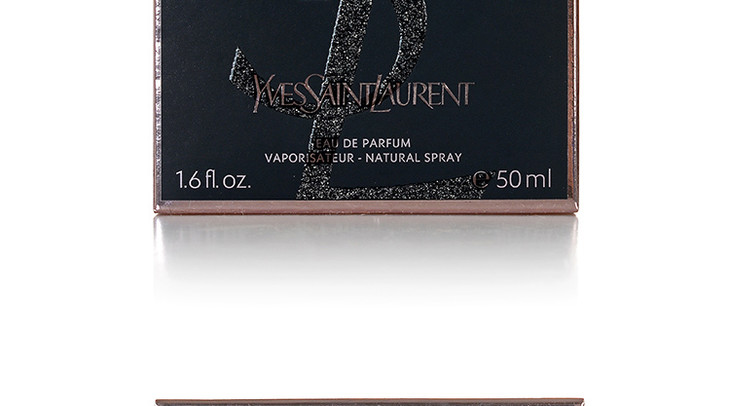 YVESSAINTLAURENT
EAU DE PARFUM
VAPORISATEUR - NATURAL SPRAY
1.6 fl. oz. ℮ 50 ml